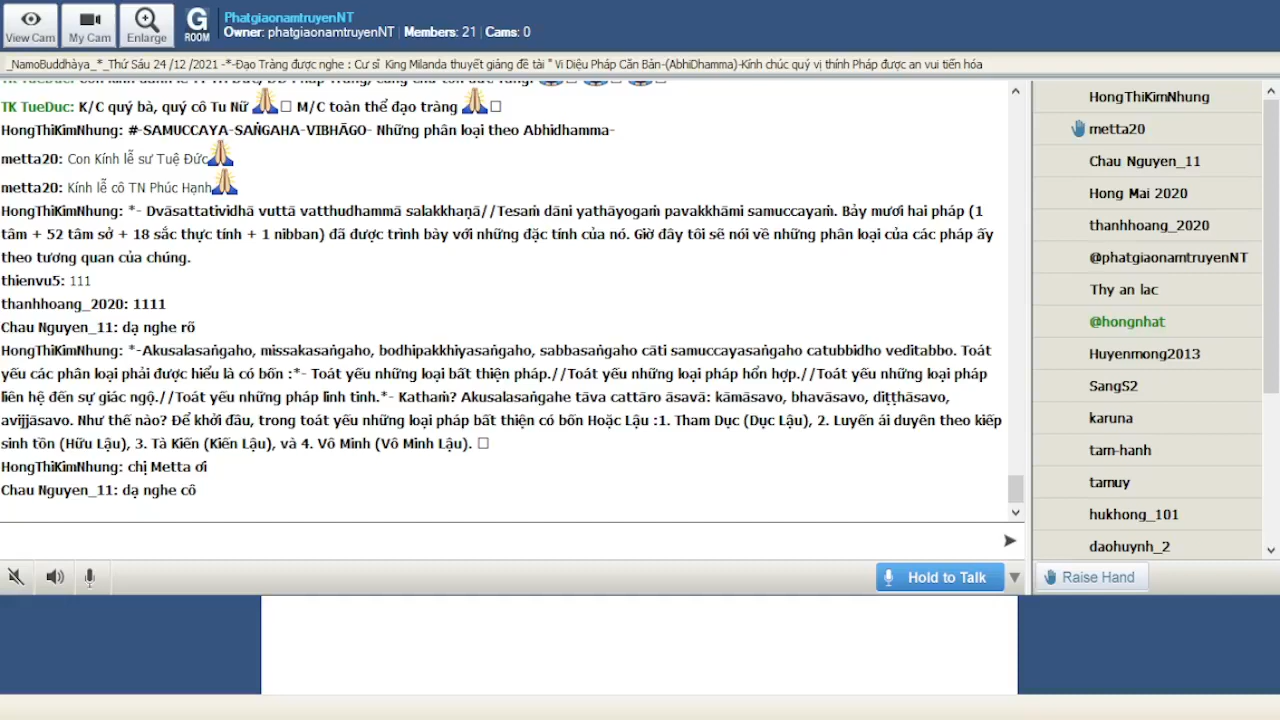 View Cam
My Cam
Enlarge
G
ROOM
PhatgiaonamtruyenNT
Owner: phatgiaonamtruyenNT | Members: 21 | Cams: 0
_NamoBuddhàya_*_Thứ Sáu 24 /12 /2021 -*-Đạo Tràng được nghe : Cư sĩ King Milanda thuyết giảng đề tài " Vi Diệu Pháp Căn Bản-(AbhiDhamma)-Kính chúc quý vị thính Pháp được an vui tiến hóa
TK TueDuc: K/C quý bà, quý cô Tu Nữ 🙏 M/C toàn thể đạo tràng 🙏
HongThiKimNhung: #-SAMUCCAYA-SAṄGAHA-VIBHĀGO- Những phân loại theo Abhidhamma-
metta20: Con Kính lễ sư Tuệ Đức🙏
metta20: Kính lễ cô TN Phúc Hạnh🙏
HongThiKimNhung: *- Dvāsattatividhā vuttā vatthudhammā salakkhaṇā//Tesaṁ dāni yathāyogaṁ pavakkhāmi samuccayaṁ. Bảy mươi hai pháp (1
tâm + 52 tâm sở + 18 sắc thực tính + 1 nibban) đã được trình bày với những đặc tính của nó. Giờ đây tôi sẽ nói về những phân loại của các pháp ấy
theo tương quan của chúng.
thienvu5: 111
thanhhoang_2020: 1111
Chau Nguyen_11: dạ nghe rõ
HongThiKimNhung: *-Akusalasaṅgaho, missakasaṅgaho, bodhipakkhiyasaṅgaho, sabbasaṅgaho cāti samuccayasaṅgaho catubbidho veditabbo. Toát
yếu các phân loại phải được hiểu là có bốn :*- Toát yếu những loại bất thiện pháp.//Toát yếu những loại pháp hổn hợp.//Toát yếu những loại pháp
liên hệ đến sự giác ngộ.//Toát yếu những pháp linh tinh.*- Kathaṁ? Akusalasaṅgahe tāva cattāro āsavā: kāmāsavo, bhavāsavo, diṭṭhāsavo,
avijjāsavo. Như thế nào? Để khởi đầu, trong toát yếu những loại pháp bất thiện có bốn Hoặc Lậu :1. Tham Dục (Dục Lậu), 2. Luyến ái duyên theo kiếp
sinh tồn (Hữu Lậu), 3. Tà Kiến (Kiến Lậu), và 4. Vô Minh (Vô Minh Lậu).
HongThiKimNhung: chị Metta ơi
Chau Nguyen_11: dạ nghe cô
Hold to Talk
HongThiKimNhung
metta20
Chau Nguyen_11
Hong Mai 2020
thanhhoang_2020
@phatgiaonamtruyenNT
Thy an lac
@hongnhat
Huyenmong2013
SangS2
karuna
tam-hanh
tamuy
hukhong_101
daohuynh_2
Raise Hand